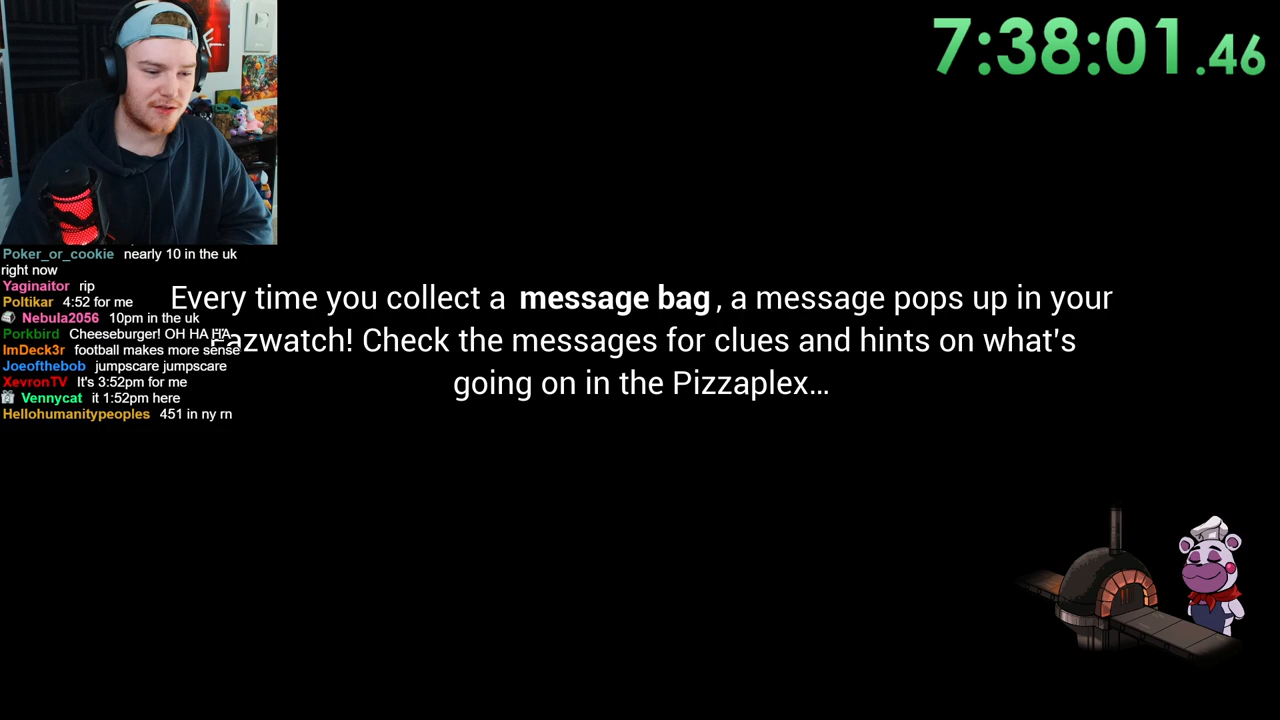 7:38:01.46
Poker_or_cookie nearly 10 in the uk
right now
Yaginaitor rip
Poltikar 4:52 for me
Nebula2056 10pm in the uk
Porkbird Cheeseburger! OH HA HA
ImDeck3r football makes more sense
Joeofthebob jumpscare jumpscare
XevronTV It's 3:52pm for me
Vennycat it 1:52pm here
Hellohumanitypeoples 451 in ny rn
Every time you collect a message bag, a message pops up in your
Fazwatch! Check the messages for clues and hints on what's
going on in the Pizzaplex...